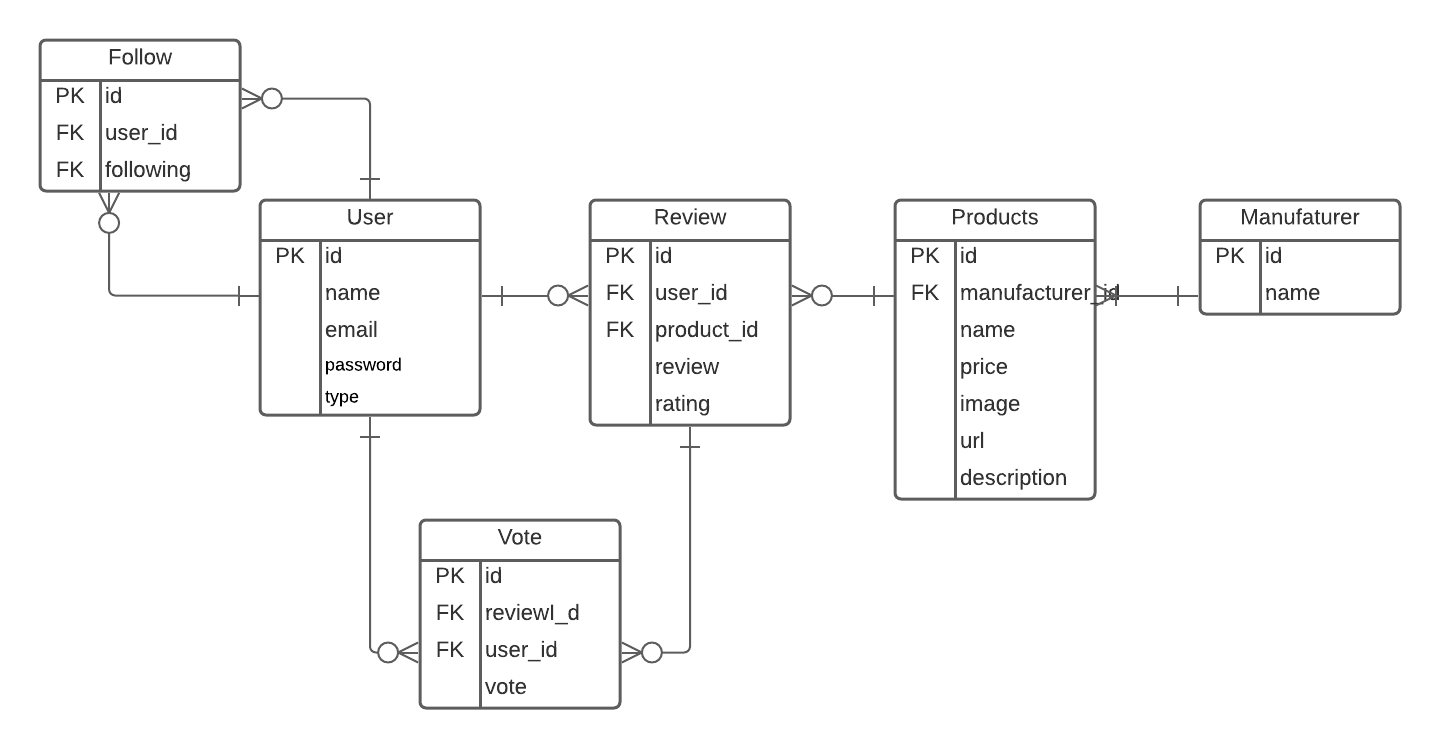 Follow
PK id
FK user_id
FK following
User
PK id
name
email
password
type
Review
PK id
FK user_id
FK product_id
review
rating
Products
PK id
FK manufacturer_id
name
price
image
url
description
Manufaturer
PK id
name
Vote
PK id
FK reviewI_d
FK user_id
vote